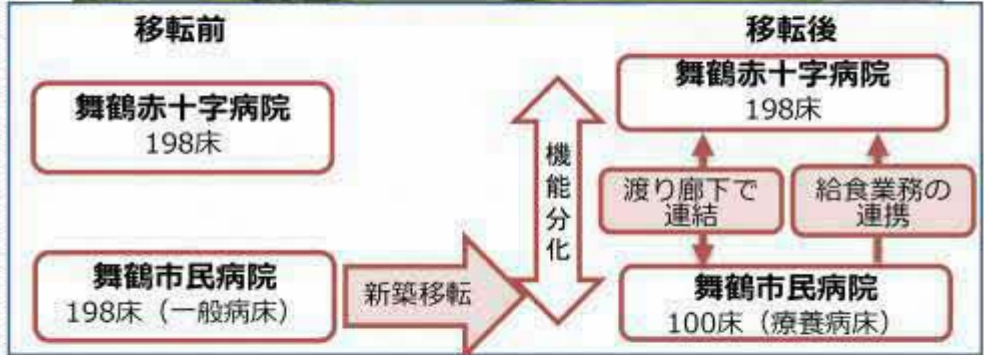 移転前
舞鶴赤十字病院
198床
舞鶴市民病院
198床（一般病床）
新築移転
機能分化
移転後
舞鶴赤十字病院
198床
渡り廊下で
連結
給食業務の
連携
舞鶴市民病院
100床（療養病床）